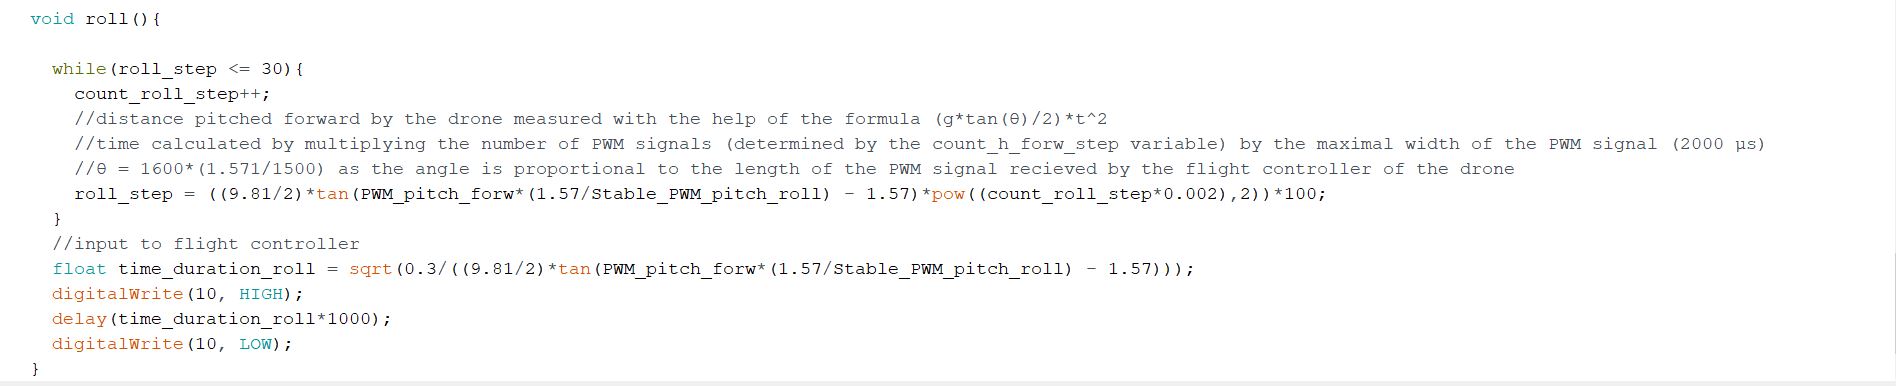 void roll(){
while(roll_step <= 30){
count_roll_step++;
//distance pitched forward by the drone measured with the help of the formula (g*tan(θ)/2)*t^2
//time calculated by multiplying the number of PWM signals (determined by the count_h_forw_step variable) by the maximal width of the PWM signal (2000 µs)
//θ = 1600*(1.571/1500) as the angle is proportional to the length of the PWM signal recieved by the flight controller of the drone
roll_step = ((9.81/2)*tan(PWM_pitch_forw*(1.57/Stable_PWM_pitch_roll) - 1.57)*pow((count_roll_step*0.002),2))*100;
}
//input to flight controller
float time_duration_roll = sqrt(0.3/((9.81/2)*tan(PWM_pitch_forw*(1.57/Stable_PWM_pitch_roll) - 1.57)));
digitalWrite(10, HIGH);
delay(time_duration_roll*1000);
digitalWrite(10, LOW);
}